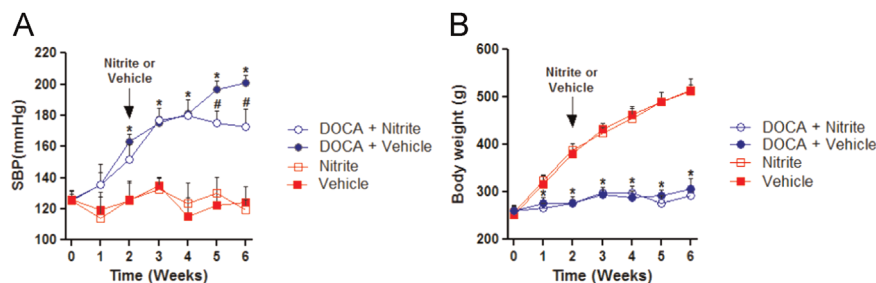 A
SBP(mmHg)
220
200
180
160
140
120
100
Nitrite or
Vehicle
* * * * *
# #
0 1 2 3 4 5 6
Time (Weeks)
DOCA + Nitrite
DOCA + Vehicle
Nitrite
Vehicle
B
Body weight (g)
600
500
400
300
200
Nitrite or
Vehicle
* * * * * *
0 1 2 3 4 5 6
Time (Weeks)
DOCA + Nitrite
DOCA + Vehicle
Nitrite
Vehicle